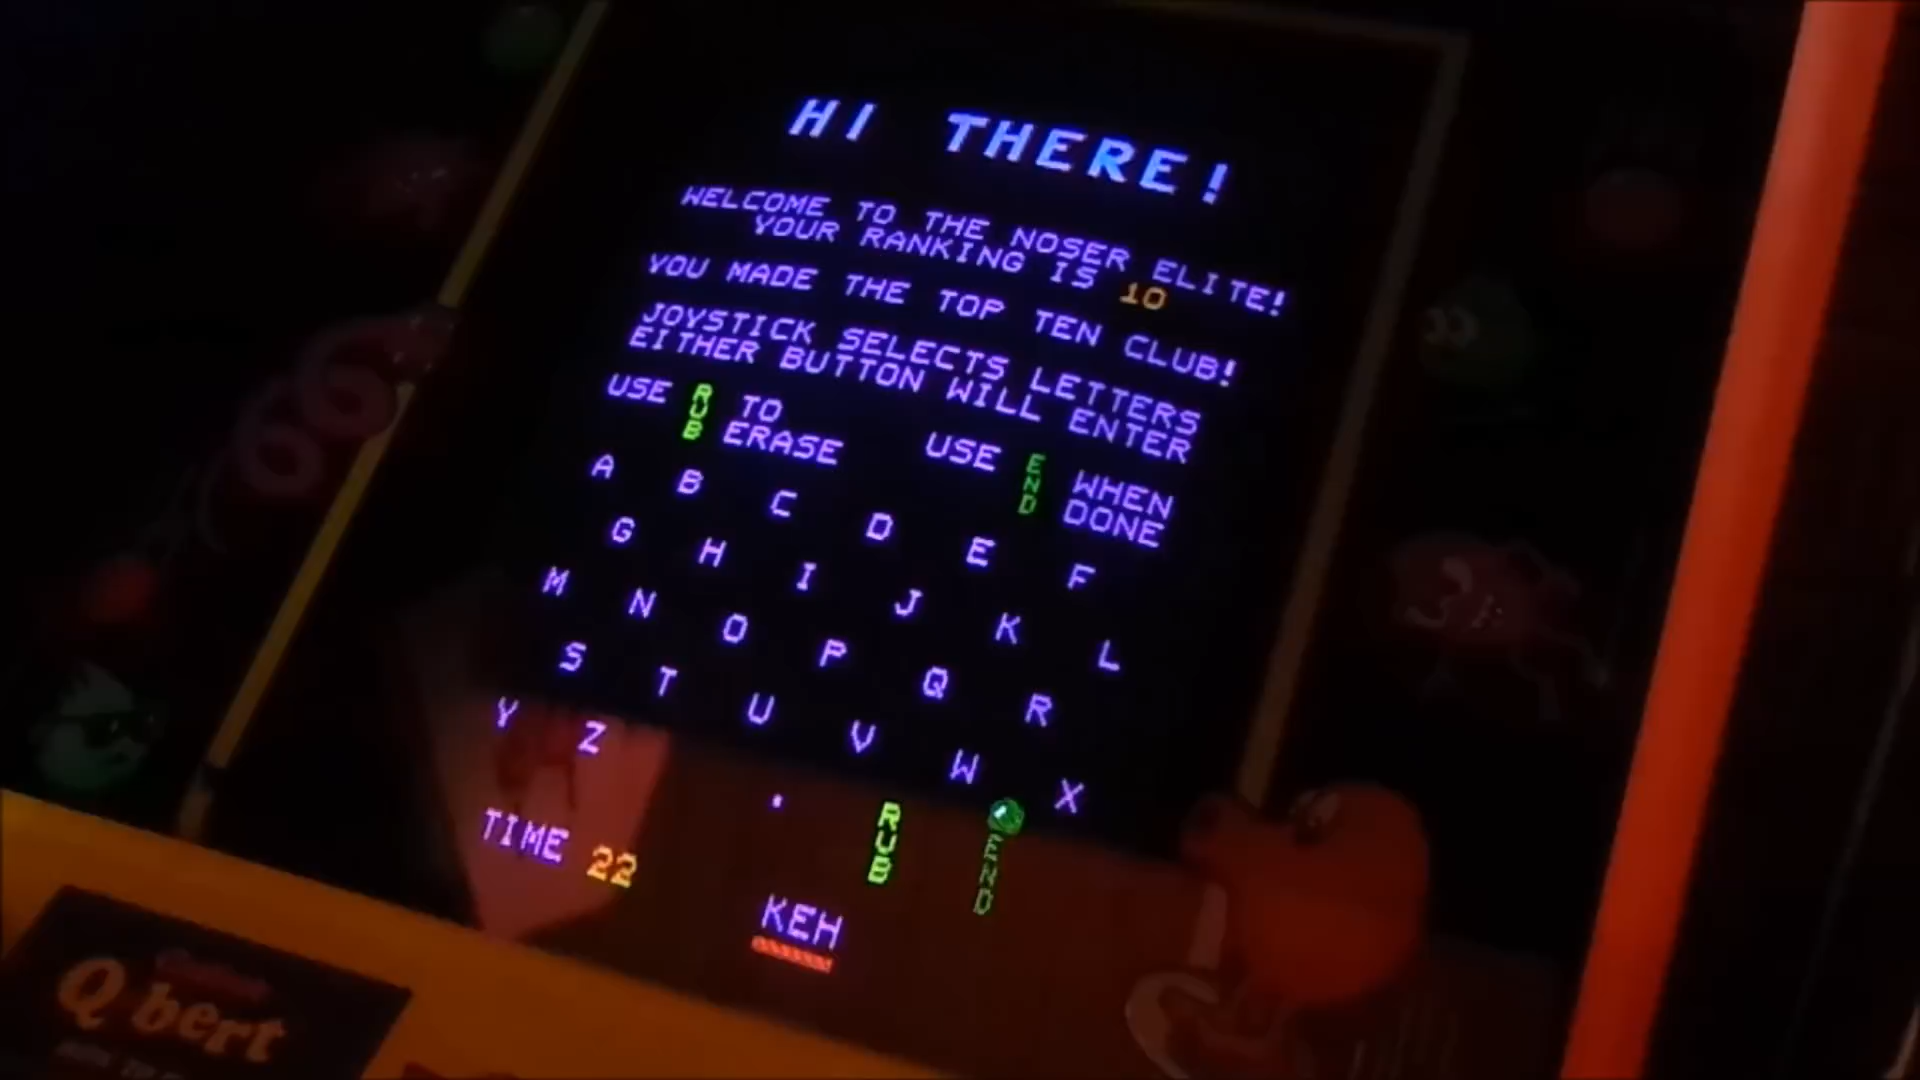 HI THERE!
WELCOME TO THE NOSER ELITE!
YOUR RANKING IS 10
YOU MADE THE TOP TEN CLUB!
JOYSTICK SELECTS LETTERS
EITHER BUTTON WILL ENTER
USE RUB TO ERASE
USE END WHEN DONE
A B C D E F
G H I J K L
M N O P Q R
S T U V W X
Y Z . RUB END
TIME 22
KEH
Q*bert